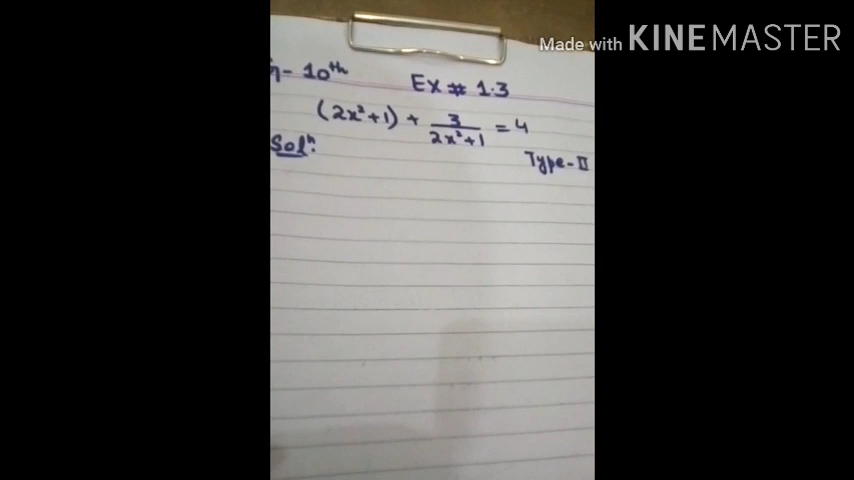 Made with KINEMASTER
- 10th
Ex # 1.3
(2x²+1) + 3/(2x²+1) = 4
Solⁿ:
Type-II